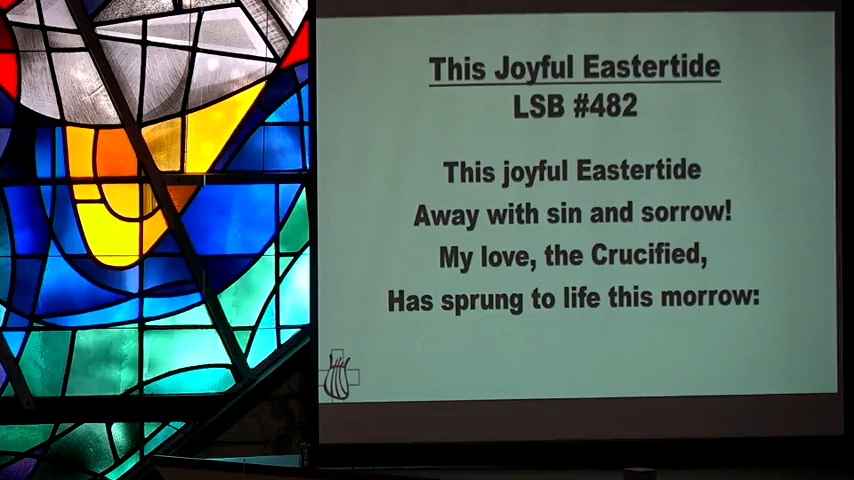 This Joyful Eastertide
LSB #482
This joyful Eastertide
Away with sin and sorrow!
My love, the Crucified,
Has sprung to life this morrow: